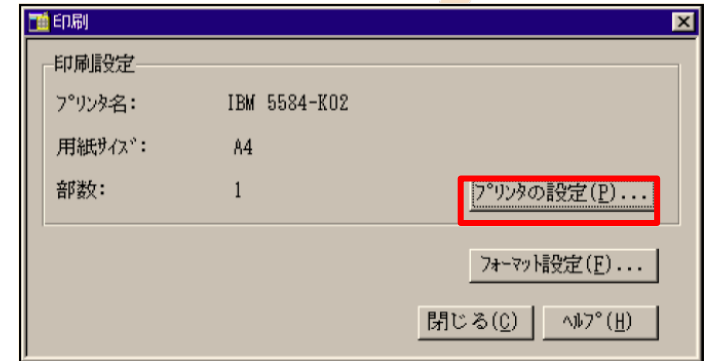 印刷
印刷設定
ﾌﾟﾘﾝﾀ名: IBM 5584-K02
用紙ｻｲｽﾞ: A4
部数: 1
ﾌﾟﾘﾝﾀの設定(P)...
ﾌｫｰﾏｯﾄ設定(F)...
閉じる(C) ﾍﾙﾌﾟ(H)